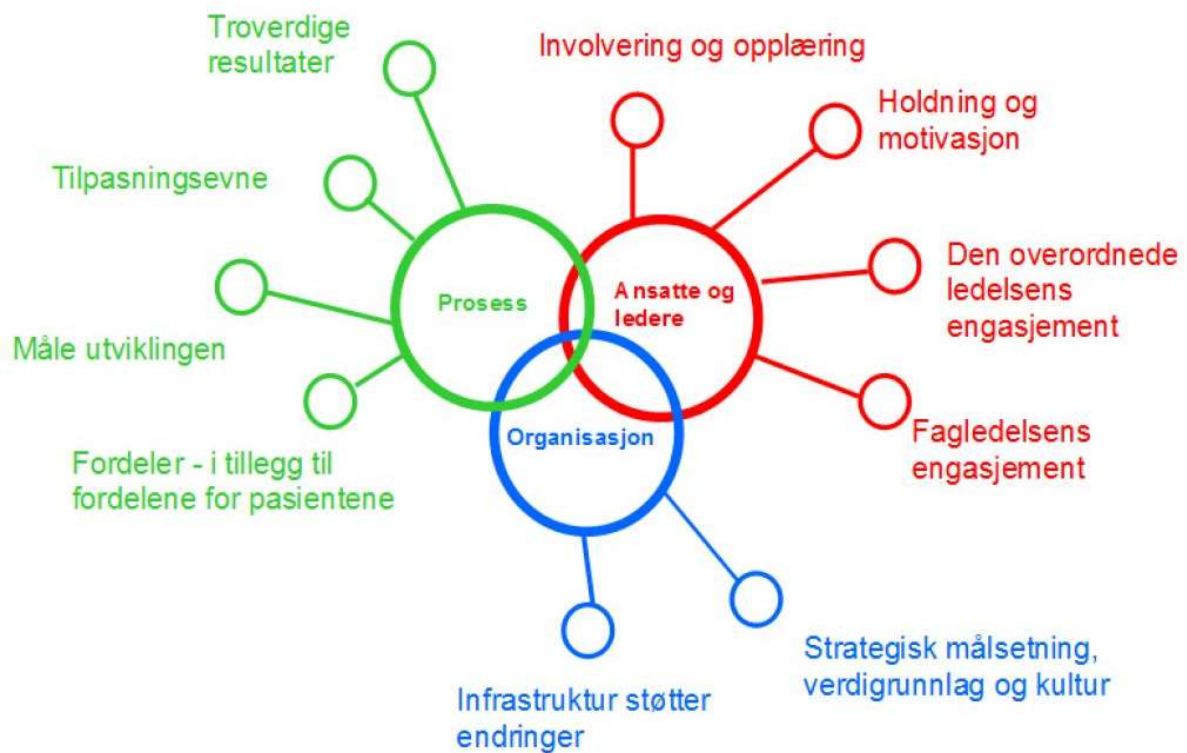 Troverdige
resultater
Involvering og opplæring
Holdning og
motivasjon
Tilpasningsevne
Den overordnede
ledelsens
engasjement
Prosess
Ansatte og
ledere
Måle utviklingen
Fagledelsens
engasjement
Organisasjon
Fordeler - i tillegg til
fordelene for pasientene
Strategisk målsetning,
verdigrunnlag og kultur
Infrastruktur støtter
endringer